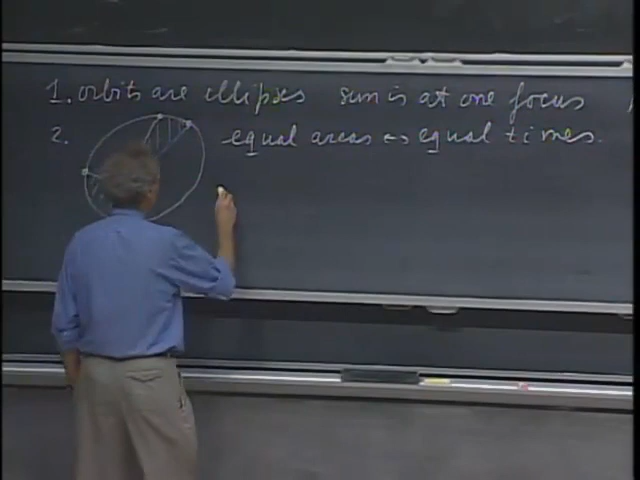 1. orbits are ellipses sun is at one focus
2. equal areas ↔ equal times.